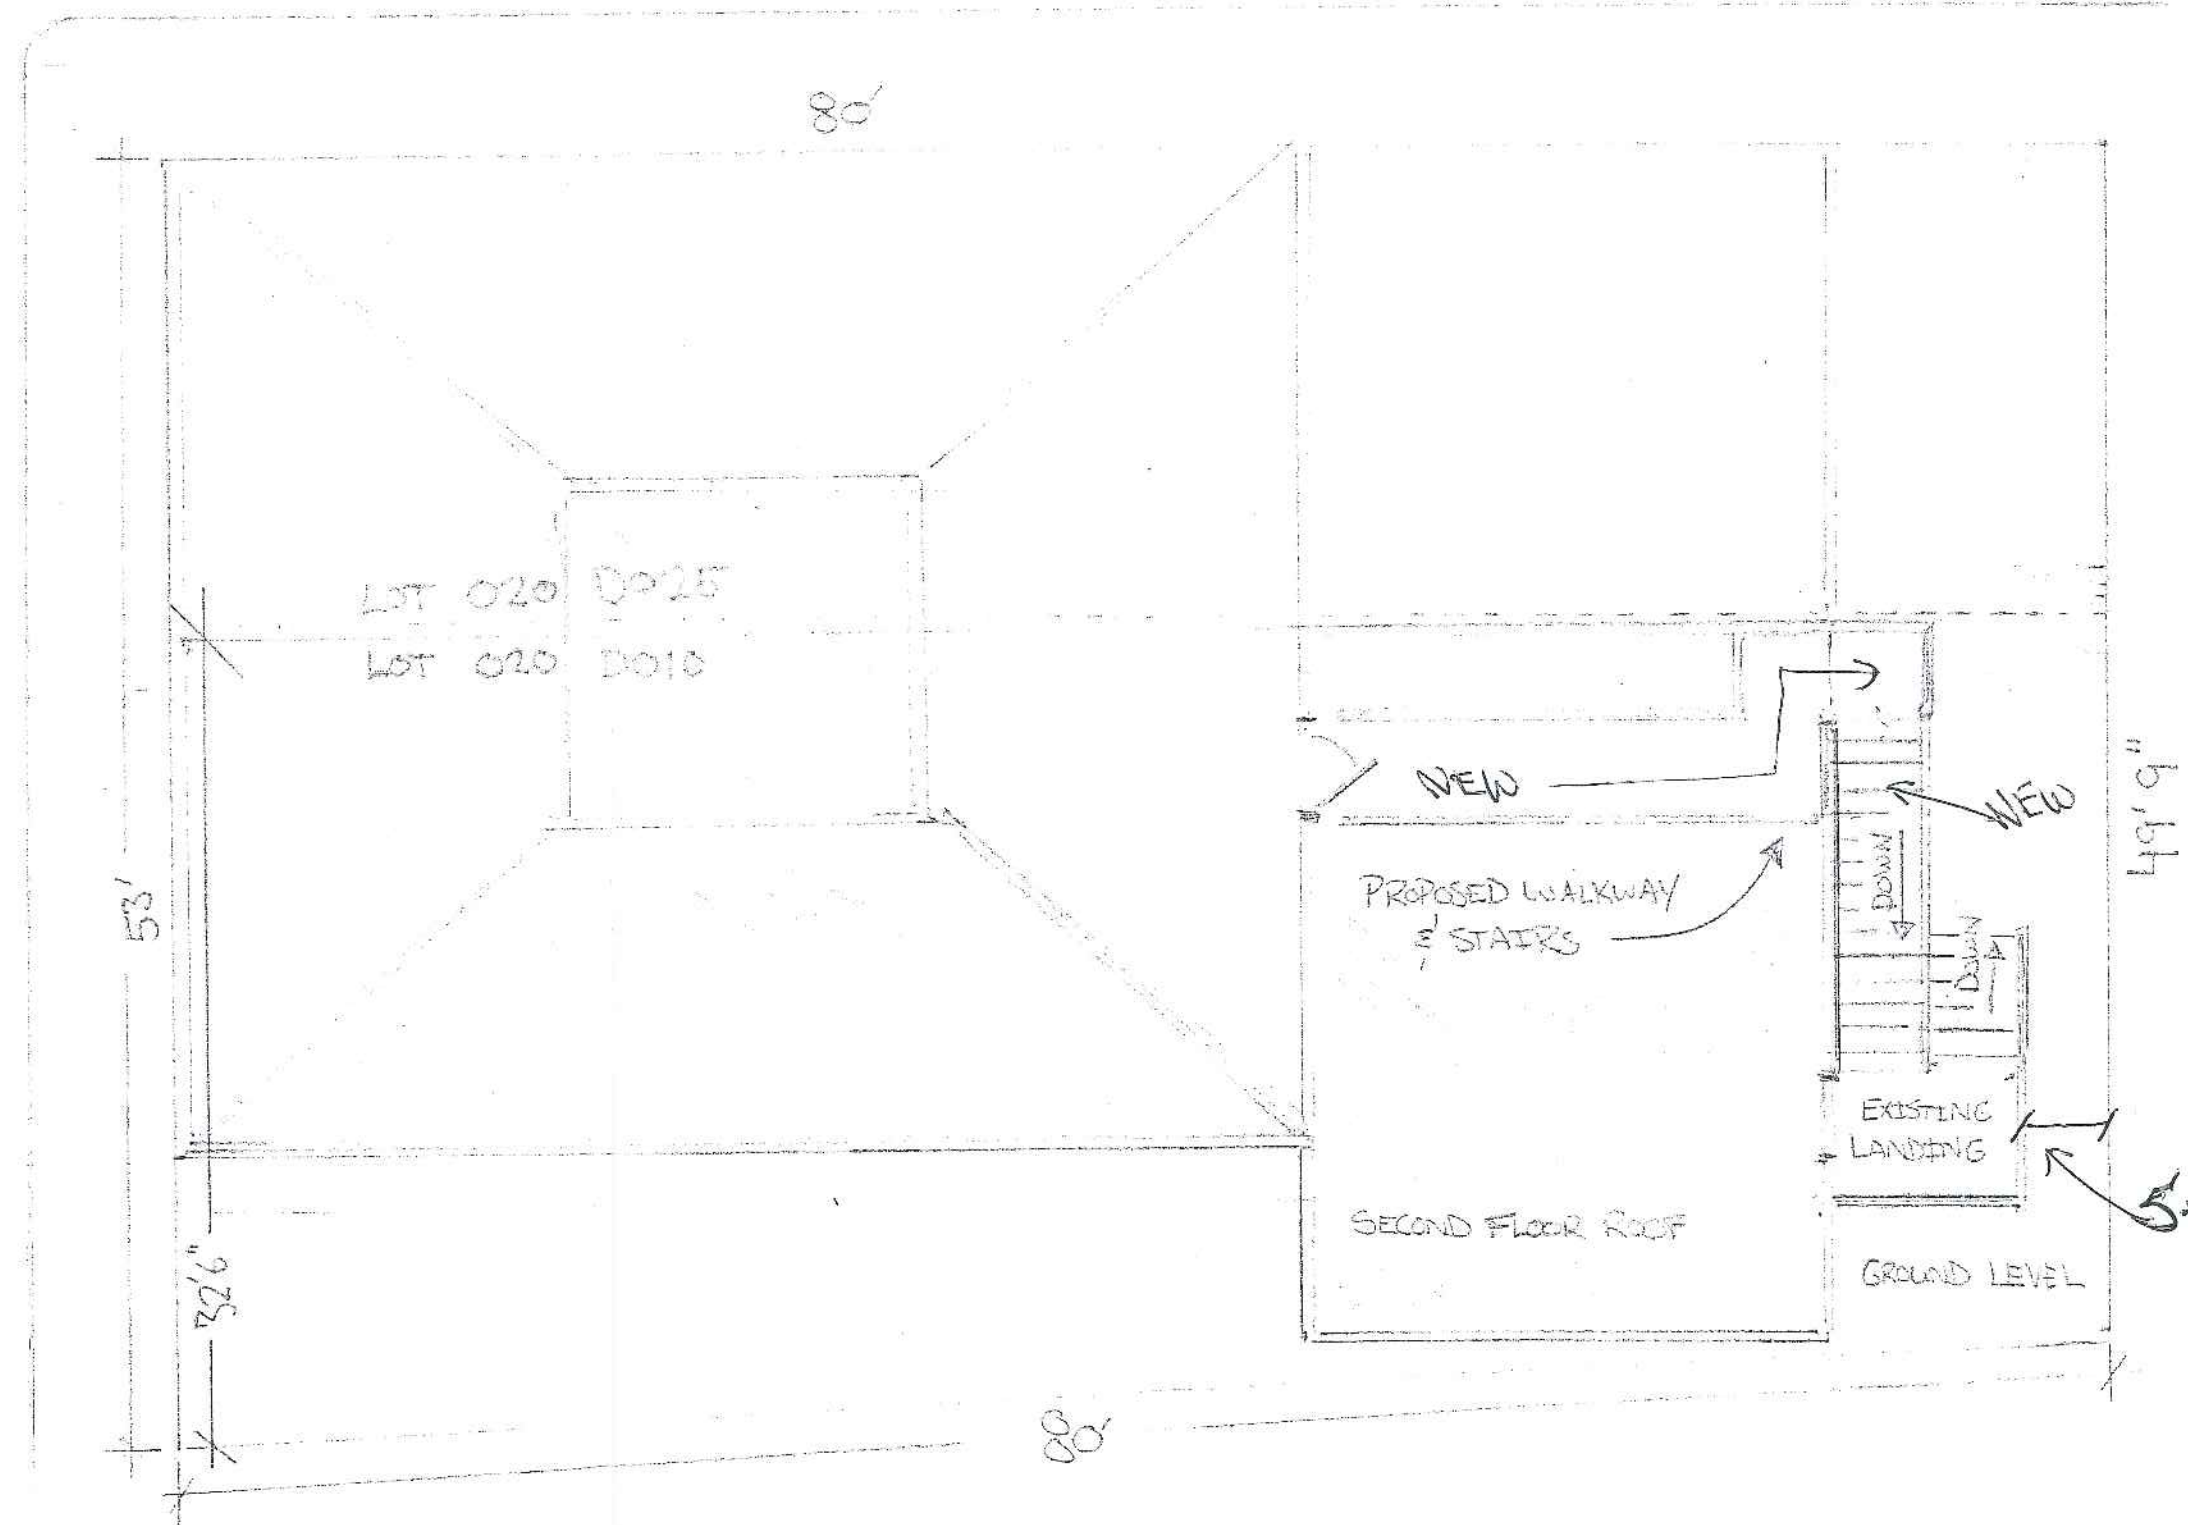 80'
LOT 020 D025
LOT 020 D010
53'
32'6"
NEW
NEW
49' 9"
PROPOSED WALKWAY
& STAIRS
DOWN
DOWN
EXISTING
LANDING
SECOND FLOOR ROOF
GROUND LEVEL
80'